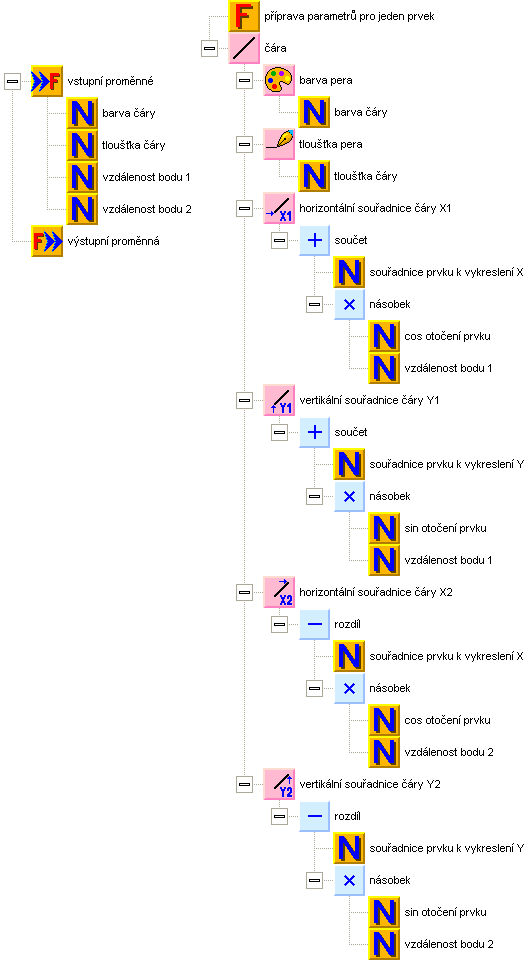 vstupní proměnné
barva čáry
tloušťka čáry
vzdálenost bodu 1
vzdálenost bodu 2
výstupní proměnná
příprava parametrů pro jeden prvek
čára
barva pera
barva čáry
tloušťka pera
tloušťka čáry
horizontální souřadnice čáry X1
součet
souřadnice prvku k vykreslení X
násobek
cos otočení prvku
vzdálenost bodu 1
vertikální souřadnice čáry Y1
součet
souřadnice prvku k vykreslení Y
násobek
sin otočení prvku
vzdálenost bodu 1
horizontální souřadnice čáry X2
rozdíl
souřadnice prvku k vykreslení X
násobek
cos otočení prvku
vzdálenost bodu 2
vertikální souřadnice čáry Y2
rozdíl
souřadnice prvku k vykreslení Y
násobek
sin otočení prvku
vzdálenost bodu 2